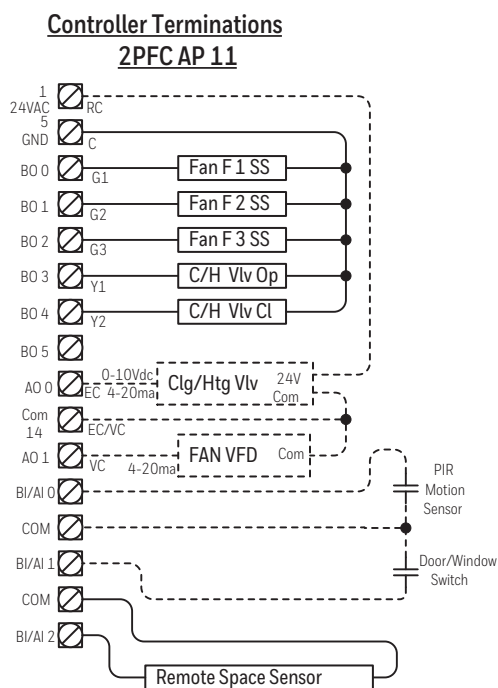 Controller Terminations
2PFC AP 11
1
24VAC
RC
5
GND
C
BO 0
G1
Fan F 1 SS
BO 1
G2
Fan F 2 SS
BO 2
G3
Fan F 3 SS
BO 3
Y1
C/H Vlv Op
BO 4
Y2
C/H Vlv Cl
BO 5
AO 0
0-10Vdc
EC 4-20ma
Clg/Htg Vlv
24V
Com
Com
14
EC/VC
AO 1
VC
4-20ma
FAN VFD
Com
BI/AI 0
PIR
Motion
Sensor
COM
BI/AI 1
Door/Window
Switch
COM
BI/AI 2
Remote Space Sensor